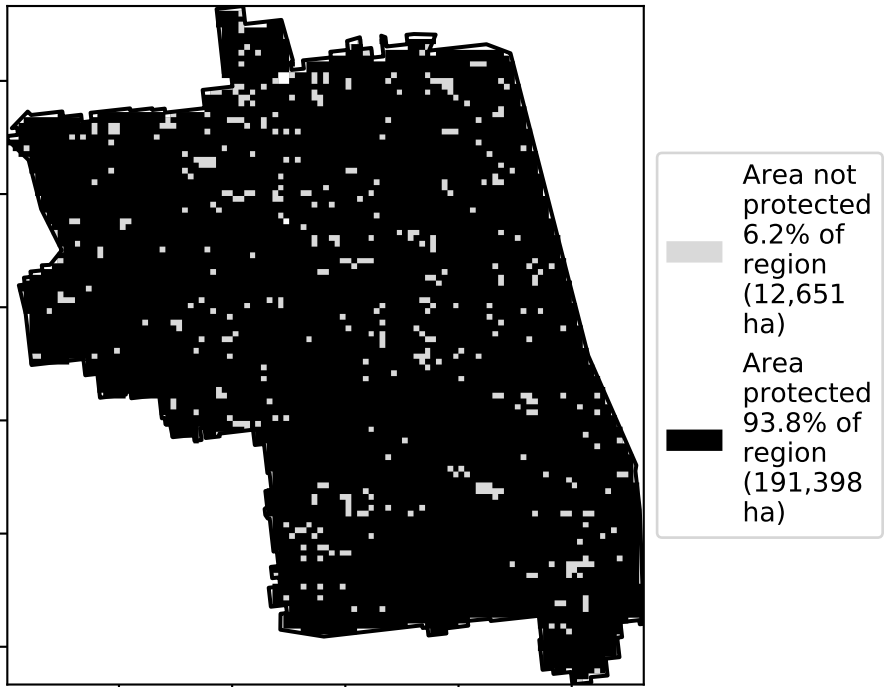 Area not
protected
6.2% of
region
(12,651
ha)
Area
protected
93.8% of
region
(191,398
ha)